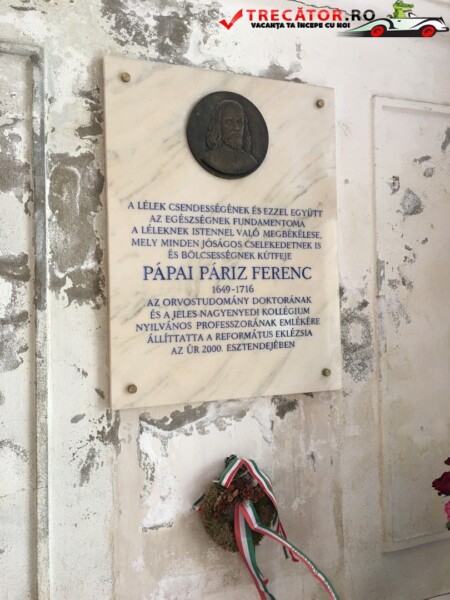 TRECĂTOR.RO
VACANȚA TA ÎNCEPE CU NOI
A LÉLEK CSENDESSÉGÉNEK ÉS EZZEL EGYÜTT
AZ EGÉSZSÉGNEK FUNDAMENTOMA
A LÉLEKNEK ISTENNEL VALÓ MEGBÉKÉLÉSE,
MELY MINDEN JÓSÁGOS CSELEKEDETNEK IS
ÉS BÖLCSESSÉGNEK KÚTFEJE
PÁPAI PÁRIZ FERENC
1649-1716
AZ ORVOSTUDOMÁNY DOKTORÁNAK
ÉS A JELES-NAGYENYEDI KOLLÉGIUM
NYILVÁNOS PROFESSZORÁNAK EMLÉKÉRE
ÁLLÍTTATTA A REFORMÁTUS EKLÉZSIA
AZ ÚR 2000. ESZTENDEJÉBEN